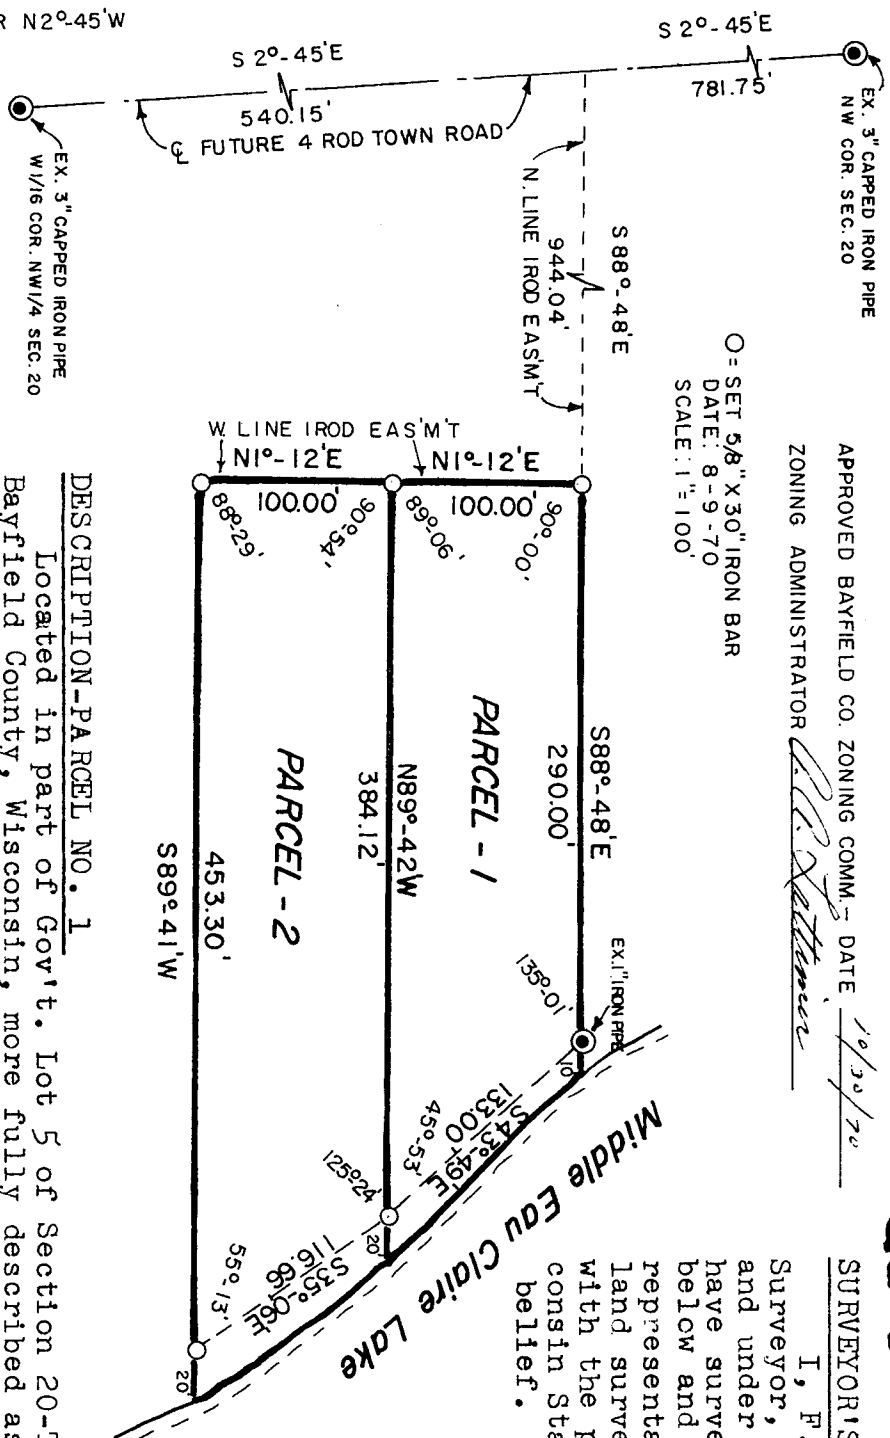 R N2°-45'W
S 2°-45'E
540.15'
S 2°-45'E
781.75'
℄ FUTURE 4 ROD TOWN ROAD
EX. 3" CAPPED IRON PIPE
NW COR. SEC. 20
EX. 3" CAPPED IRON PIPE
W1/16 COR. NW1/4 SEC. 20
S 88°-48'E
944.04'
N. LINE 1ROD EAS'M'T
APPROVED BAYFIELD CO. ZONING COMM.- DATE 10/30/70
ZONING ADMINISTRATOR
O= SET 5/8" X 30" IRON BAR
DATE: 8-9-70
SCALE: 1"=100'
W. LINE 1ROD EAS'M'T
N1°-12'E
100.00'
N1°-12'E
100.00'
88°29'
90°54'
89°06'
90°00'
PARCEL-1
S88°-48'E
290.00'
N89°-42'W
384.12'
PARCEL-2
453.30'
S89°-41'W
EX.1" IRON PIPE
135°-01'
10'
S43°-49'E
133.00'
45°-53'
125°24'
20'
S35°-06'E
116.66
55°-13'
20'
Middle Eau Claire Lake
SURVEYOR'S
I, F.
Surveyor,
and under
have surve
below and
representa
land surve
with the p
consin Sta
belief.
DESCRIPTION-PARCEL NO. 1
Located in part of Gov't. Lot 5 of Section 20-T
Bayfield County, Wisconsin, more fully described as